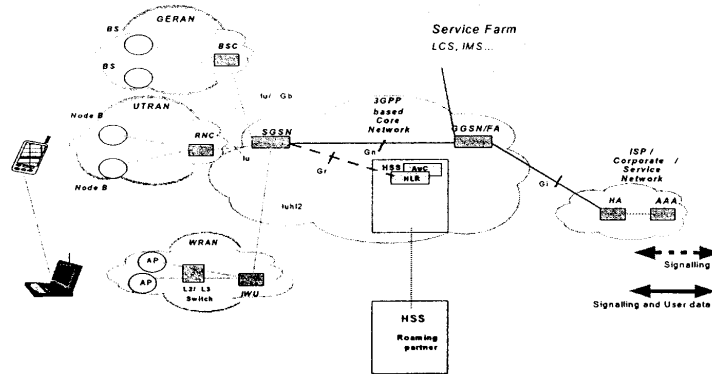 GERAN
BS
BSC
BS
Service Farm
LCS, IMS...
Iu/ Gb
Node B
UTRAN
RNC
Node B
Iu
SGSN
3GPP
based
Core
Network
Gn
GGSN/FA
Gr
HSS
AuC
HLR
Gi
ISP /
Corporate /
Service
Network
HA
AAA
Iuhl2
WRAN
AP
AP
L2/ L3
Switch
IWU
HSS
Roaming
partner
Signalling
Signalling and User data